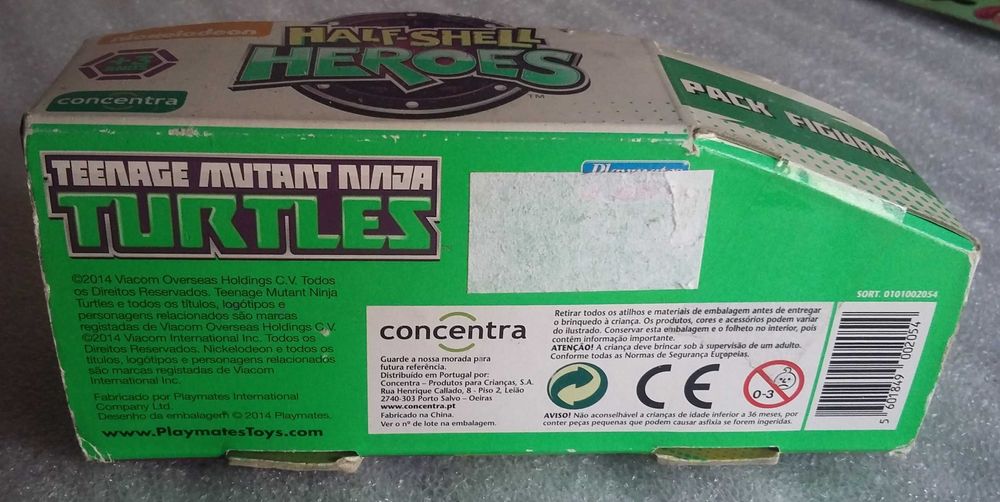 Nickelodeon
HALF-SHELL
HEROES
TM
+3
concentra
PACK FIGURAS
TEENAGE MUTANT NINJA
TURTLES
Playmates
©2014 Viacom Overseas Holdings C.V. Todos
os Direitos Reservados. Teenage Mutant Ninja
Turtles e todos os títulos, logótipos e
personagens relacionados são marcas
registadas de Viacom Overseas Holdings C.V.
©2014 Viacom International Inc. Todos os
Direitos Reservados. Nickelodeon e todos os
títulos, logótipos e personagens relacionados
são marcas registadas de Viacom
International Inc.
Fabricado por Playmates International
Company Ltd.
Desenho da embalagem © 2014 Playmates.
www.PlaymatesToys.com
concentra
Guarde a nossa morada para
futura referência.
Distribuído em Portugal por:
Concentra – Produtos para Crianças, S.A.
Rua Henrique Callado, 8 - Piso 2, Leião
2740-303 Porto Salvo – Oeiras
www.concentra.pt
Fabricado na China.
Ver o nº de lote na embalagem.
Retirar todos os atilhos e materiais de embalagem antes de entregar
o brinquedo à criança. Os produtos, cores e acessórios podem variar
do ilustrado. Conservar esta embalagem e o folheto no interior, pois
contêm informação importante.
ATENÇÃO! A criança deve brincar sob a supervisão de um adulto.
Conforme todas as Normas de Segurança Europeias.
CE
0-3
AVISO! Não aconselhável a crianças de idade inferior a 36 meses, por
conter peças pequenas que podem causar asfixia se forem ingeridas.
SORT. 0101002054
5 601849 002054